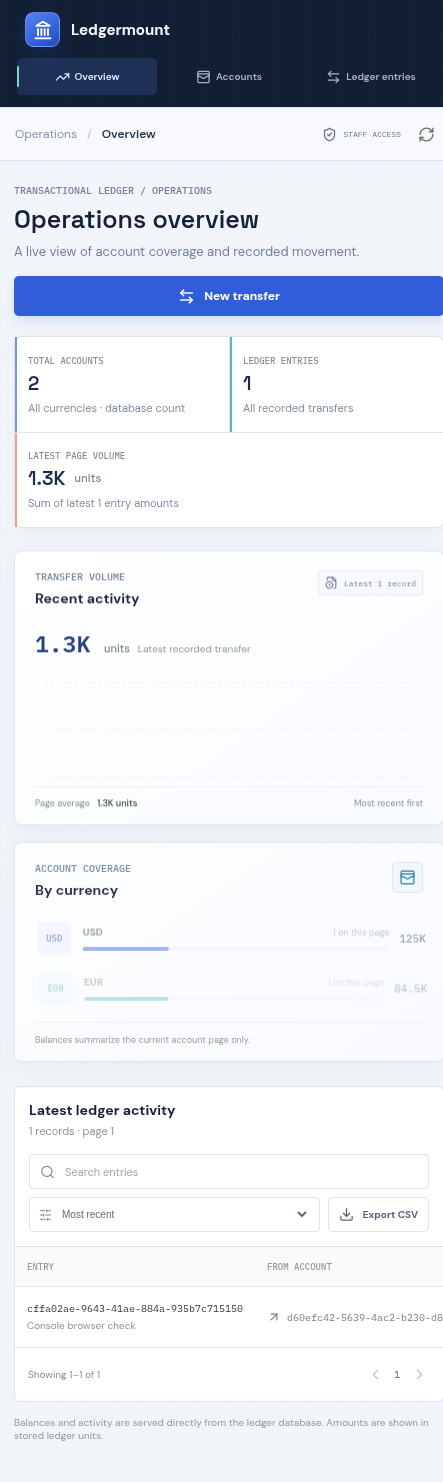 Ledgermount
Overview
Accounts
Ledger entries
Operations / Overview
STAFF ACCESS
TRANSACTIONAL LEDGER / OPERATIONS
Operations overview
A live view of account coverage and recorded movement.
New transfer
TOTAL ACCOUNTS
2
All currencies · database count
LEDGER ENTRIES
1
All recorded transfers
LATEST PAGE VOLUME
1.3K units
Sum of latest 1 entry amounts
TRANSFER VOLUME
Recent activity
Latest 1 record
1.3K units Latest recorded transfer
Page average 1.3K units
Most recent first
ACCOUNT COVERAGE
By currency
USD
USD
1 on this page
125K
EUR
EUR
1 on this page
84.5K
Balances summarize the current account page only.
Latest ledger activity
1 records · page 1
Search entries
Most recent
Export CSV
ENTRY
FROM ACCOUNT
cffa02ae-9643-41ae-884a-935b7c715150
Console browser check
d60efc42-5639-4ac2-b230-d8
Showing 1–1 of 1
1
Balances and activity are served directly from the ledger database. Amounts are shown in
stored ledger units.